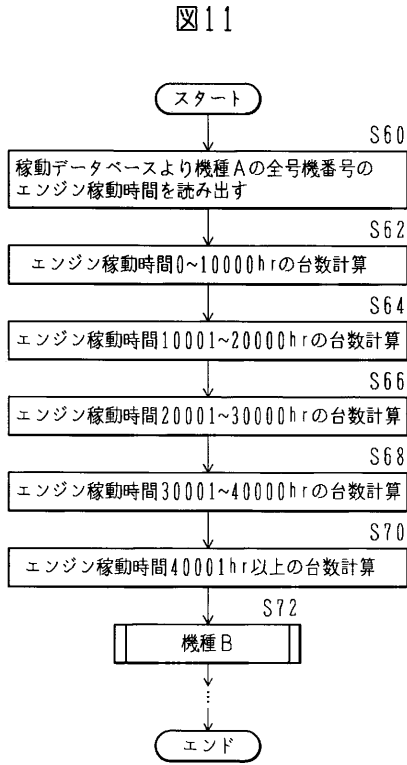 図11
スタート
S60
稼動データベースより機種Aの全号機番号の
エンジン稼動時間を読み出す
S62
エンジン稼動時間0~10000hrの台数計算
S64
エンジン稼動時間10001~20000hrの台数計算
S66
エンジン稼動時間20001~30000hrの台数計算
S68
エンジン稼動時間30001~40000hrの台数計算
S70
エンジン稼動時間40001hr以上の台数計算
S72
機種B
エンド